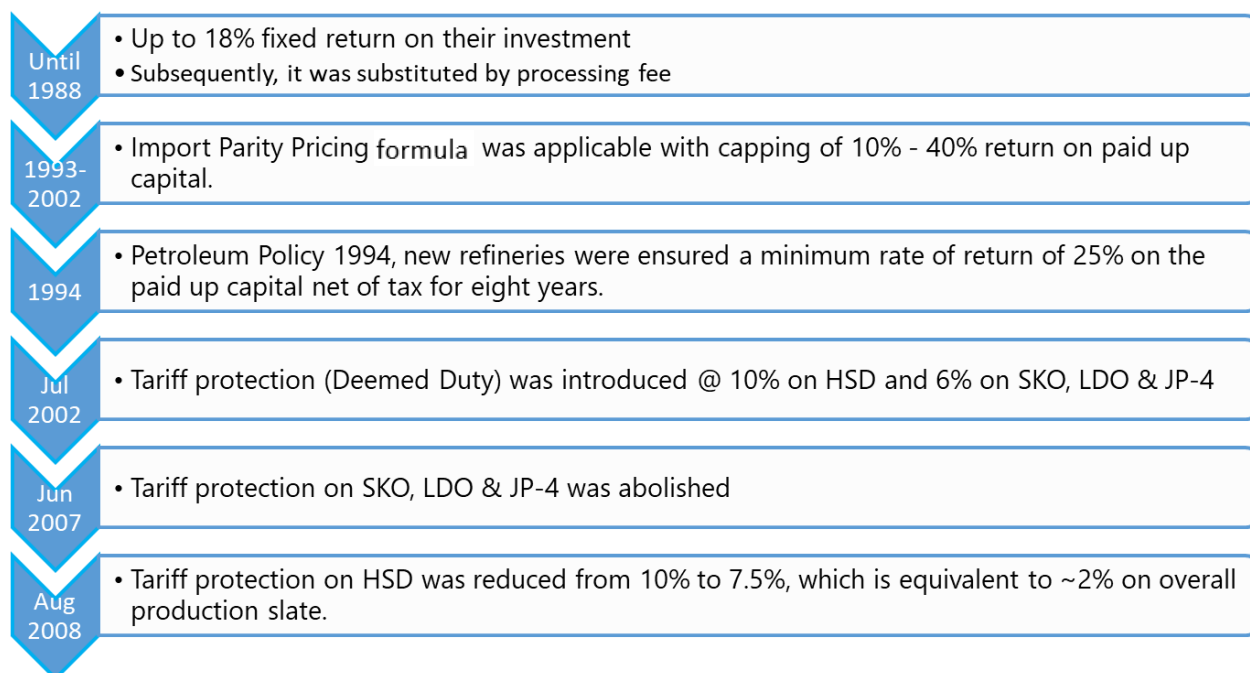 Until
1988
• Up to 18% fixed return on their investment
• Subsequently, it was substituted by processing fee
1993-
2002
• Import Parity Pricing formula was applicable with capping of 10% - 40% return on paid up
capital.
1994
• Petroleum Policy 1994, new refineries were ensured a minimum rate of return of 25% on the
paid up capital net of tax for eight years.
Jul
2002
• Tariff protection (Deemed Duty) was introduced @ 10% on HSD and 6% on SKO, LDO & JP-4
Jun
2007
• Tariff protection on SKO, LDO & JP-4 was abolished
Aug
2008
• Tariff protection on HSD was reduced from 10% to 7.5%, which is equivalent to ~2% on overall
production slate.